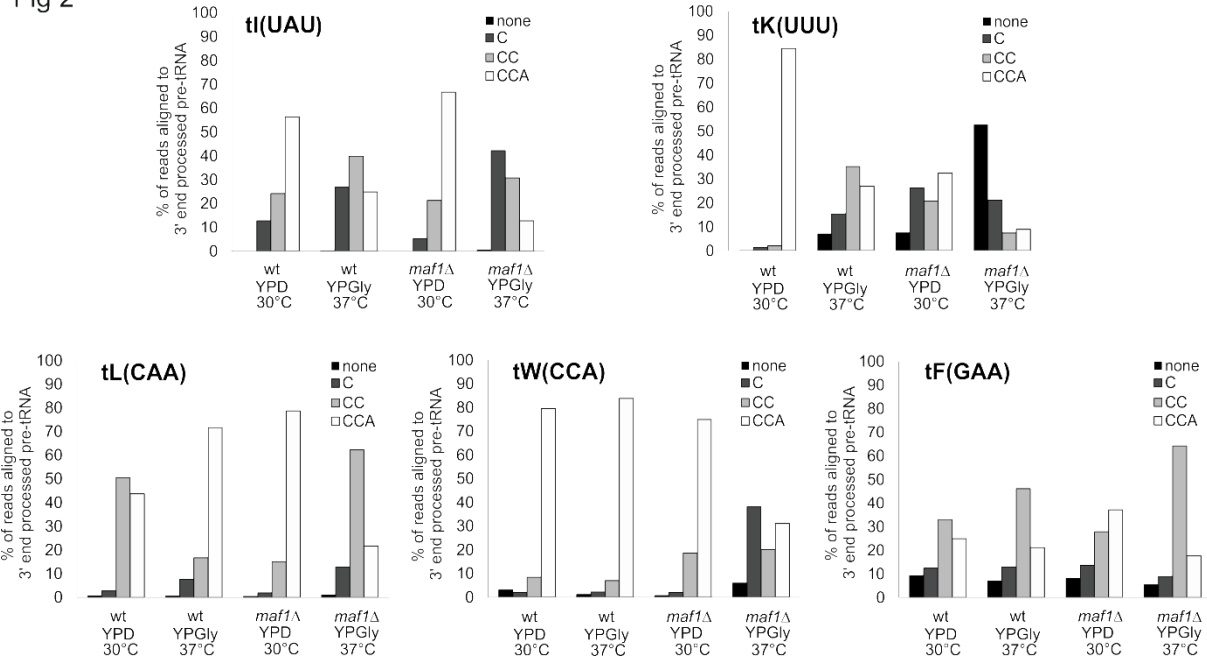 Fig 2
tI(UAU)
none
C
CC
CCA
% of reads aligned to
3' end processed pre-tRNA
100
90
80
70
60
50
40
30
20
10
0
wt YPD 30°C
wt YPGly 37°C
maf1Δ YPD 30°C
maf1Δ YPGly 37°C
tK(UUU)
none
C
CC
CCA
% of reads aligned to
3' end processed pre-tRNA
100
90
80
70
60
50
40
30
20
10
0
wt YPD 30°C
wt YPGly 37°C
maf1Δ YPD 30°C
maf1Δ YPGly 37°C
tL(CAA)
none
C
CC
CCA
% of reads aligned to
3' end processed pre-tRNA
100
90
80
70
60
50
40
30
20
10
0
wt YPD 30°C
wt YPGly 37°C
maf1Δ YPD 30°C
maf1Δ YPGly 37°C
tW(CCA)
none
C
CC
CCA
% of reads aligned to
3' end processed pre-tRNA
100
90
80
70
60
50
40
30
20
10
0
wt YPD 30°C
wt YPGly 37°C
maf1Δ YPD 30°C
maf1Δ YPGly 37°C
tF(GAA)
none
C
CC
CCA
% of reads aligned to
3' end processed pre-tRNA
100
90
80
70
60
50
40
30
20
10
0
wt YPD 30°C
wt YPGly 37°C
maf1Δ YPD 30°C
maf1Δ YPGly 37°C